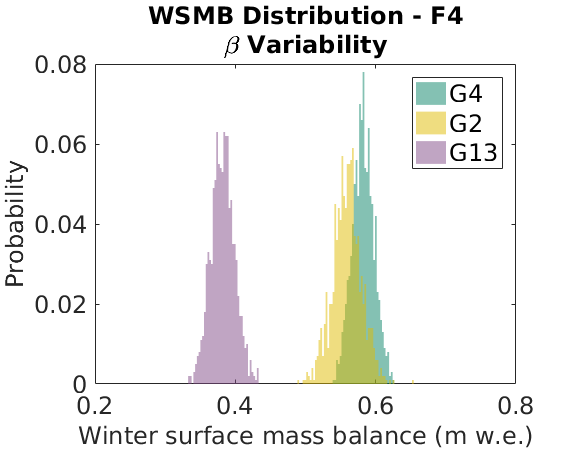 WSMB Distribution - F4
β Variability
0.08
0.06
0.04
0.02
0
Probability
G4
G2
G13
0.2 0.4 0.6 0.8
Winter surface mass balance (m w.e.)